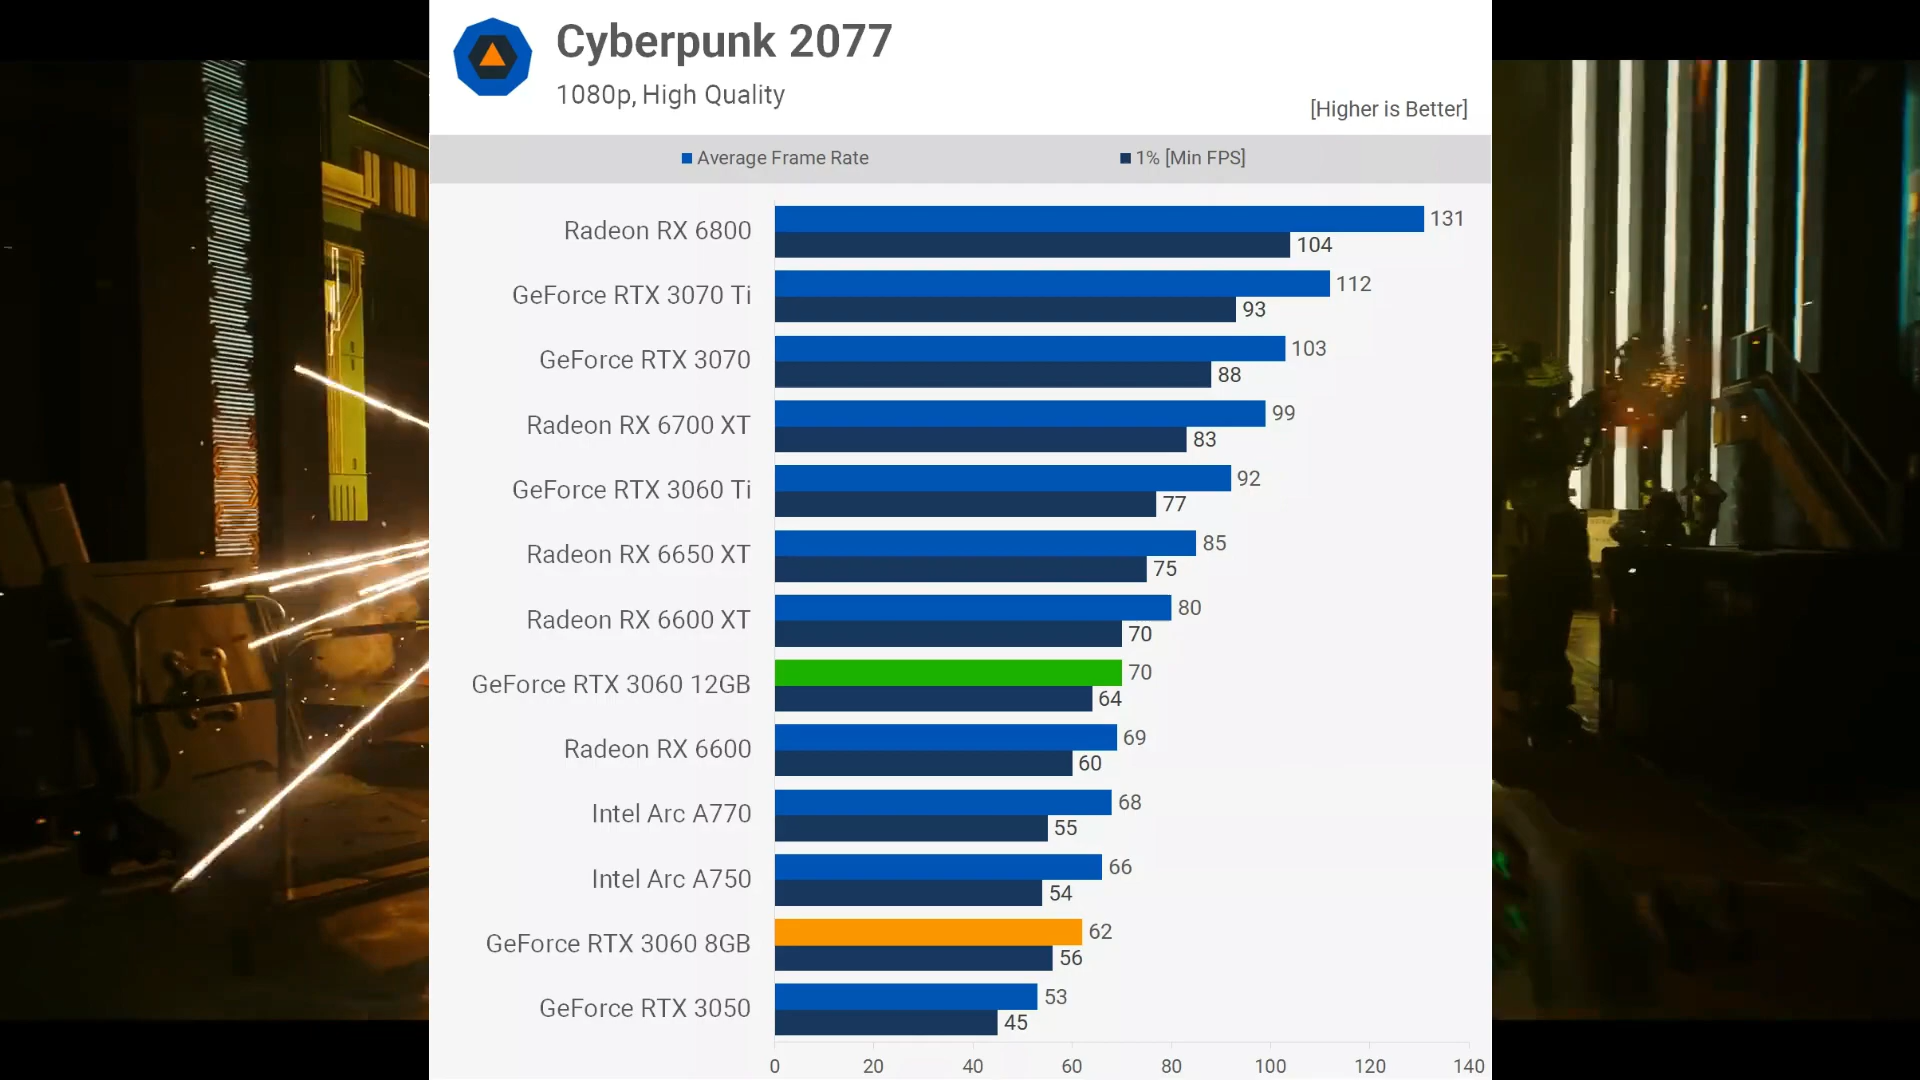 Cyberpunk 2077
1080p, High Quality
[Higher is Better]
Average Frame Rate 1% [Min FPS]
Radeon RX 6800 131 104
GeForce RTX 3070 Ti 112 93
GeForce RTX 3070 103 88
Radeon RX 6700 XT 99 83
GeForce RTX 3060 Ti 92 77
Radeon RX 6650 XT 85 75
Radeon RX 6600 XT 80 70
GeForce RTX 3060 12GB 70 64
Radeon RX 6600 69 60
Intel Arc A770 68 55
Intel Arc A750 66 54
GeForce RTX 3060 8GB 62 56
GeForce RTX 3050 53 45
0 20 40 60 80 100 120 140